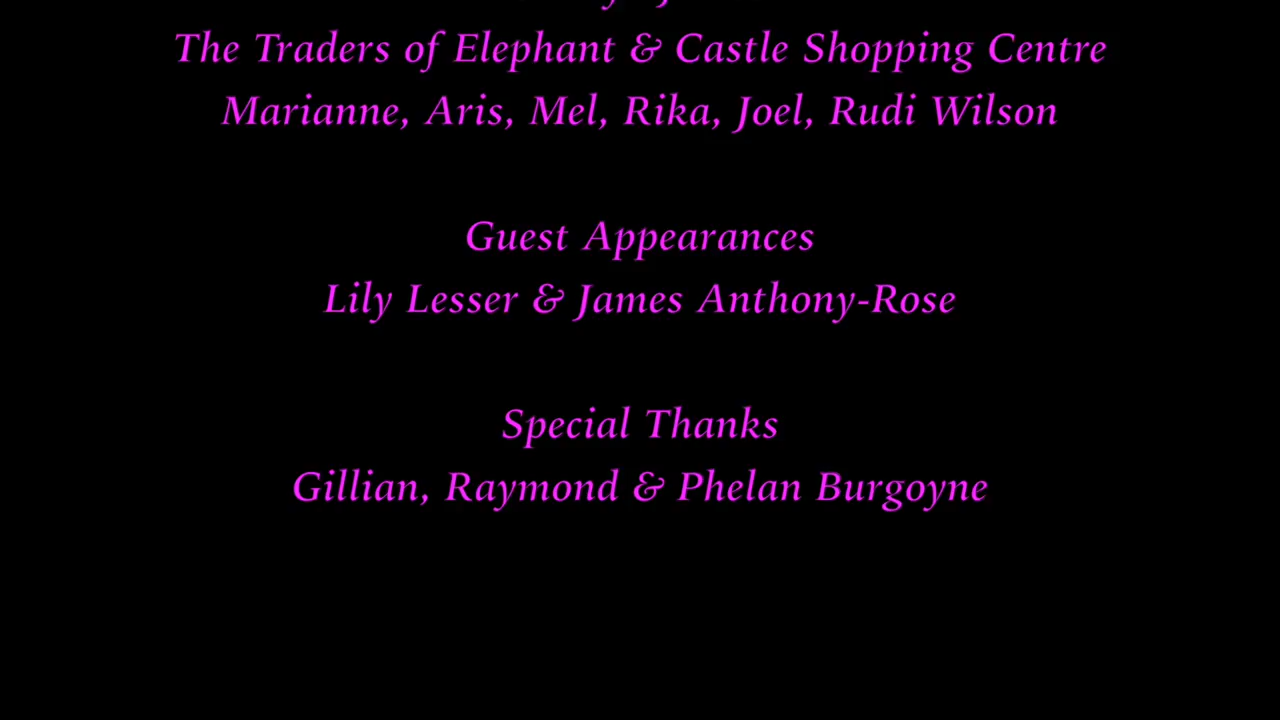 The Traders of Elephant & Castle Shopping Centre
Marianne, Aris, Mel, Rika, Joel, Rudi Wilson
Guest Appearances
Lily Lesser & James Anthony-Rose
Special Thanks
Gillian, Raymond & Phelan Burgoyne